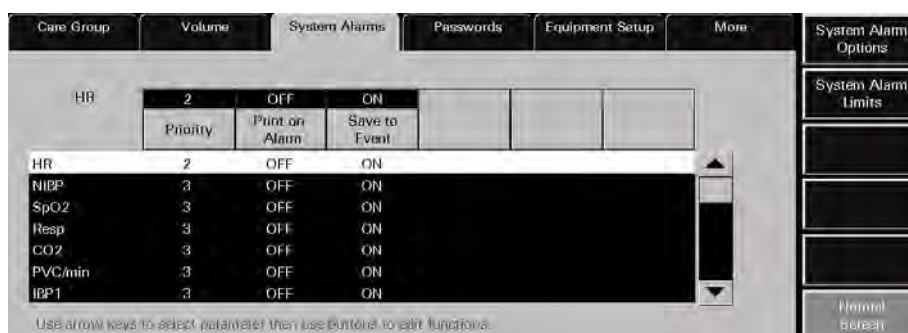 Care Group Volume System Alarms Passwords Equipment Setup More
System Alarm
Options
System Alarm
Limits
HR 2 OFF ON
Priority Print on Alarm Save to Event
HR 2 OFF ON
NIBP 3 OFF ON
SpO2 3 OFF ON
Resp 3 OFF ON
CO2 3 OFF ON
PVC/min 3 OFF ON
IBP1 3 OFF ON
Use arrow keys to select parameter then use buttons to edit functions.
Normal
Screen